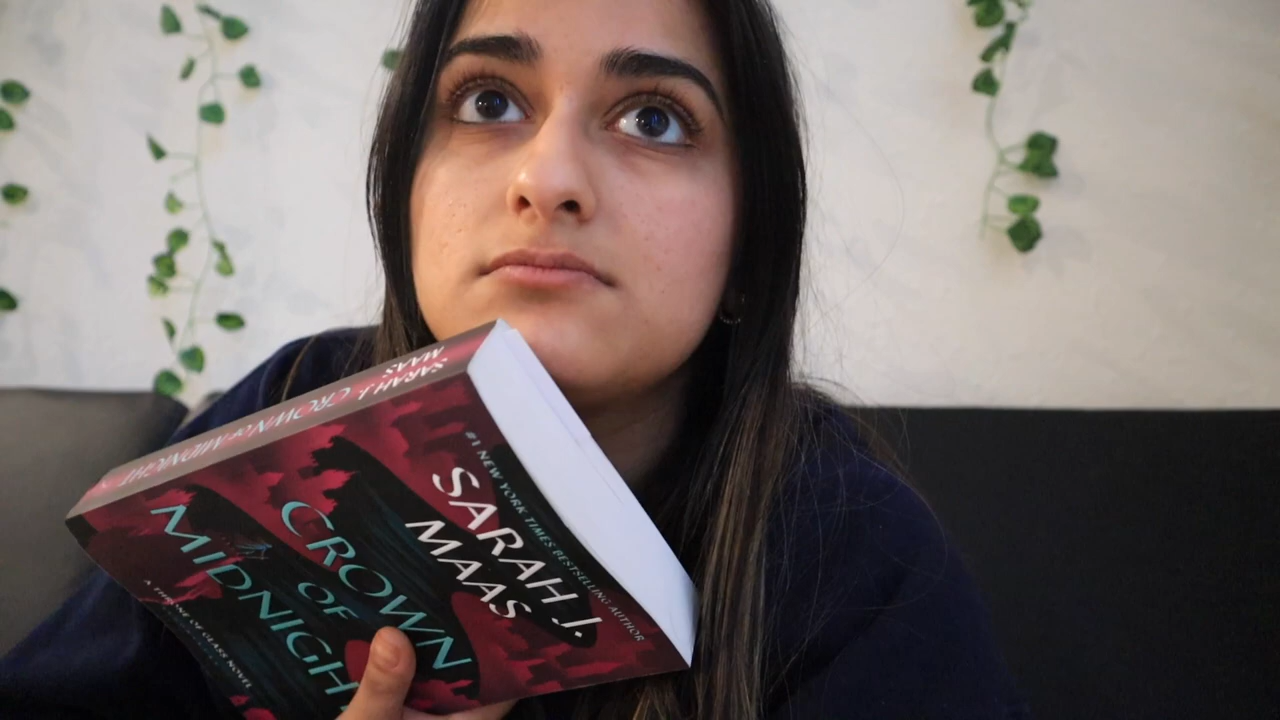 SARAH J.
MAAS
CROWN OF MIDNIGHT
#1 NEW YORK TIMES BESTSELLING AUTHOR
SARAH J.
MAAS
CROWN
OF
MIDNIGH
A THRONE OF GLASS NOVEL